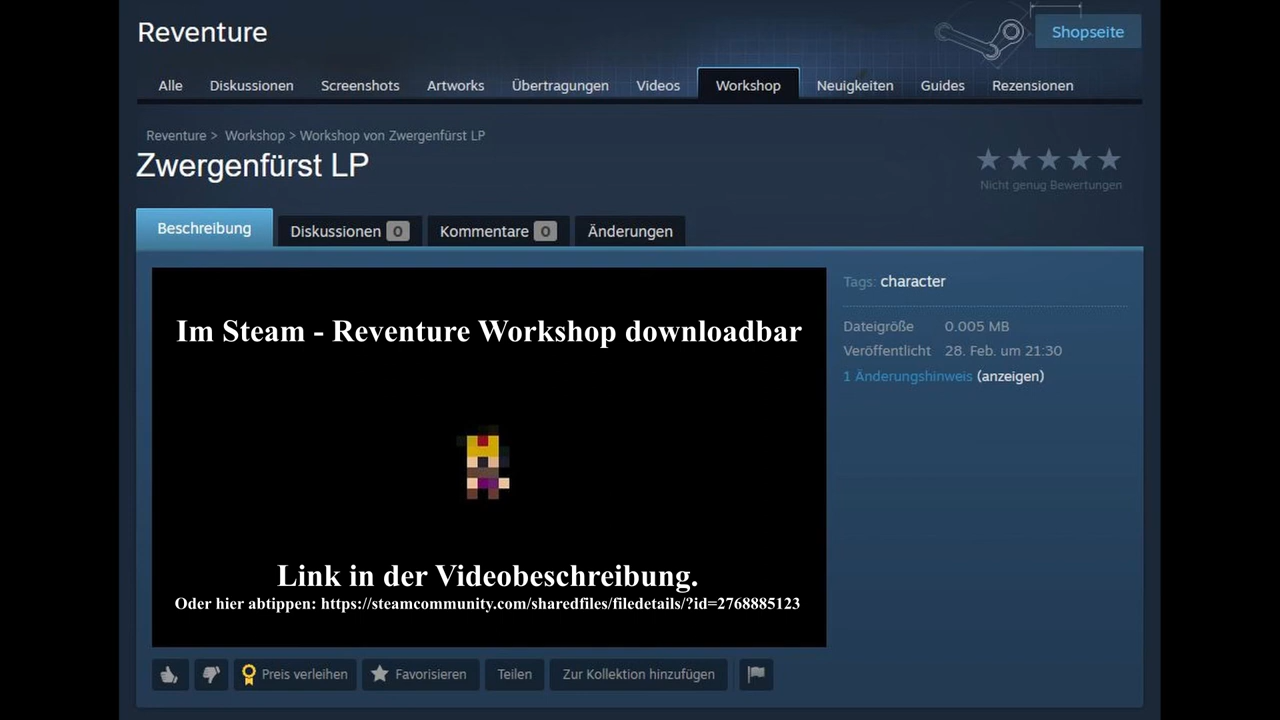 Reventure
Shopseite
Alle Diskussionen Screenshots Artworks Übertragungen Videos Workshop Neuigkeiten Guides Rezensionen
Reventure > Workshop > Workshop von Zwergenfürst LP
Zwergenfürst LP
Nicht genug Bewertungen
Beschreibung Diskussionen 0 Kommentare 0 Änderungen
Im Steam - Reventure Workshop downloadbar
Link in der Videobeschreibung.
Oder hier abtippen: https://steamcommunity.com/sharedfiles/filedetails/?id=2768885123
Tags: character
Dateigröße 0.005 MB
Veröffentlicht 28. Feb. um 21:30
1 Änderungshinweis (anzeigen)
Preis verleihen Favorisieren Teilen Zur Kollektion hinzufügen